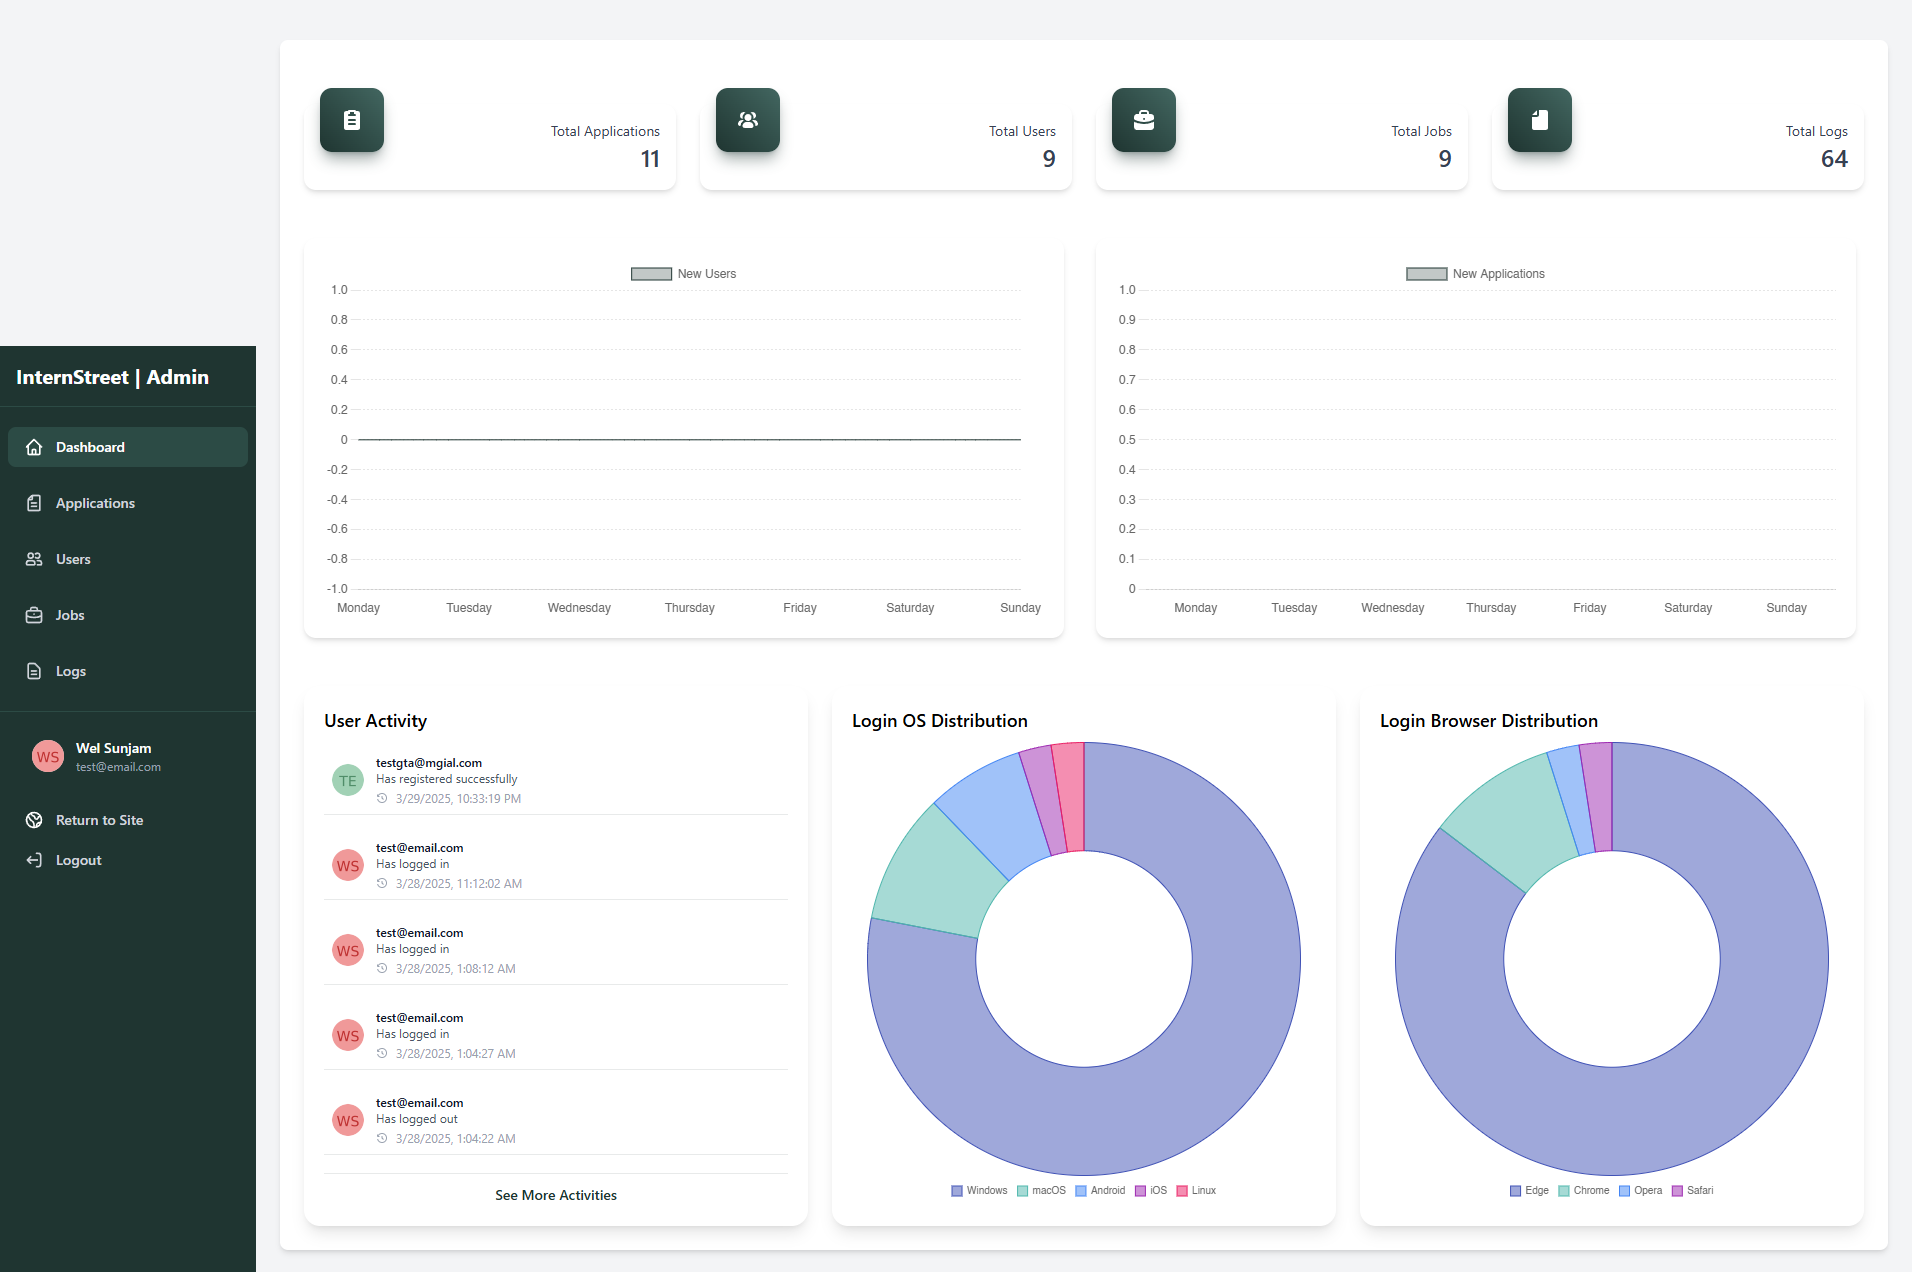 InternStreet | Admin
Dashboard
Applications
Users
Jobs
Logs
WS
Wel Sunjam
test@email.com
Return to Site
Logout
Total Applications
11
Total Users
9
Total Jobs
9
Total Logs
64
New Users
1.0
0.8
0.6
0.4
0.2
0
-0.2
-0.4
-0.6
-0.8
-1.0
Monday Tuesday Wednesday Thursday Friday Saturday Sunday
New Applications
1.0
0.9
0.8
0.7
0.6
0.5
0.4
0.3
0.2
0.1
0
Monday Tuesday Wednesday Thursday Friday Saturday Sunday
User Activity
TE
testgta@mgial.com
Has registered successfully
3/29/2025, 10:33:19 PM
WS
test@email.com
Has logged in
3/28/2025, 11:12:02 AM
WS
test@email.com
Has logged in
3/28/2025, 1:08:12 AM
WS
test@email.com
Has logged in
3/28/2025, 1:04:27 AM
WS
test@email.com
Has logged out
3/28/2025, 1:04:22 AM
See More Activities
Login OS Distribution
Windows macOS Android iOS Linux
Login Browser Distribution
Edge Chrome Opera Safari